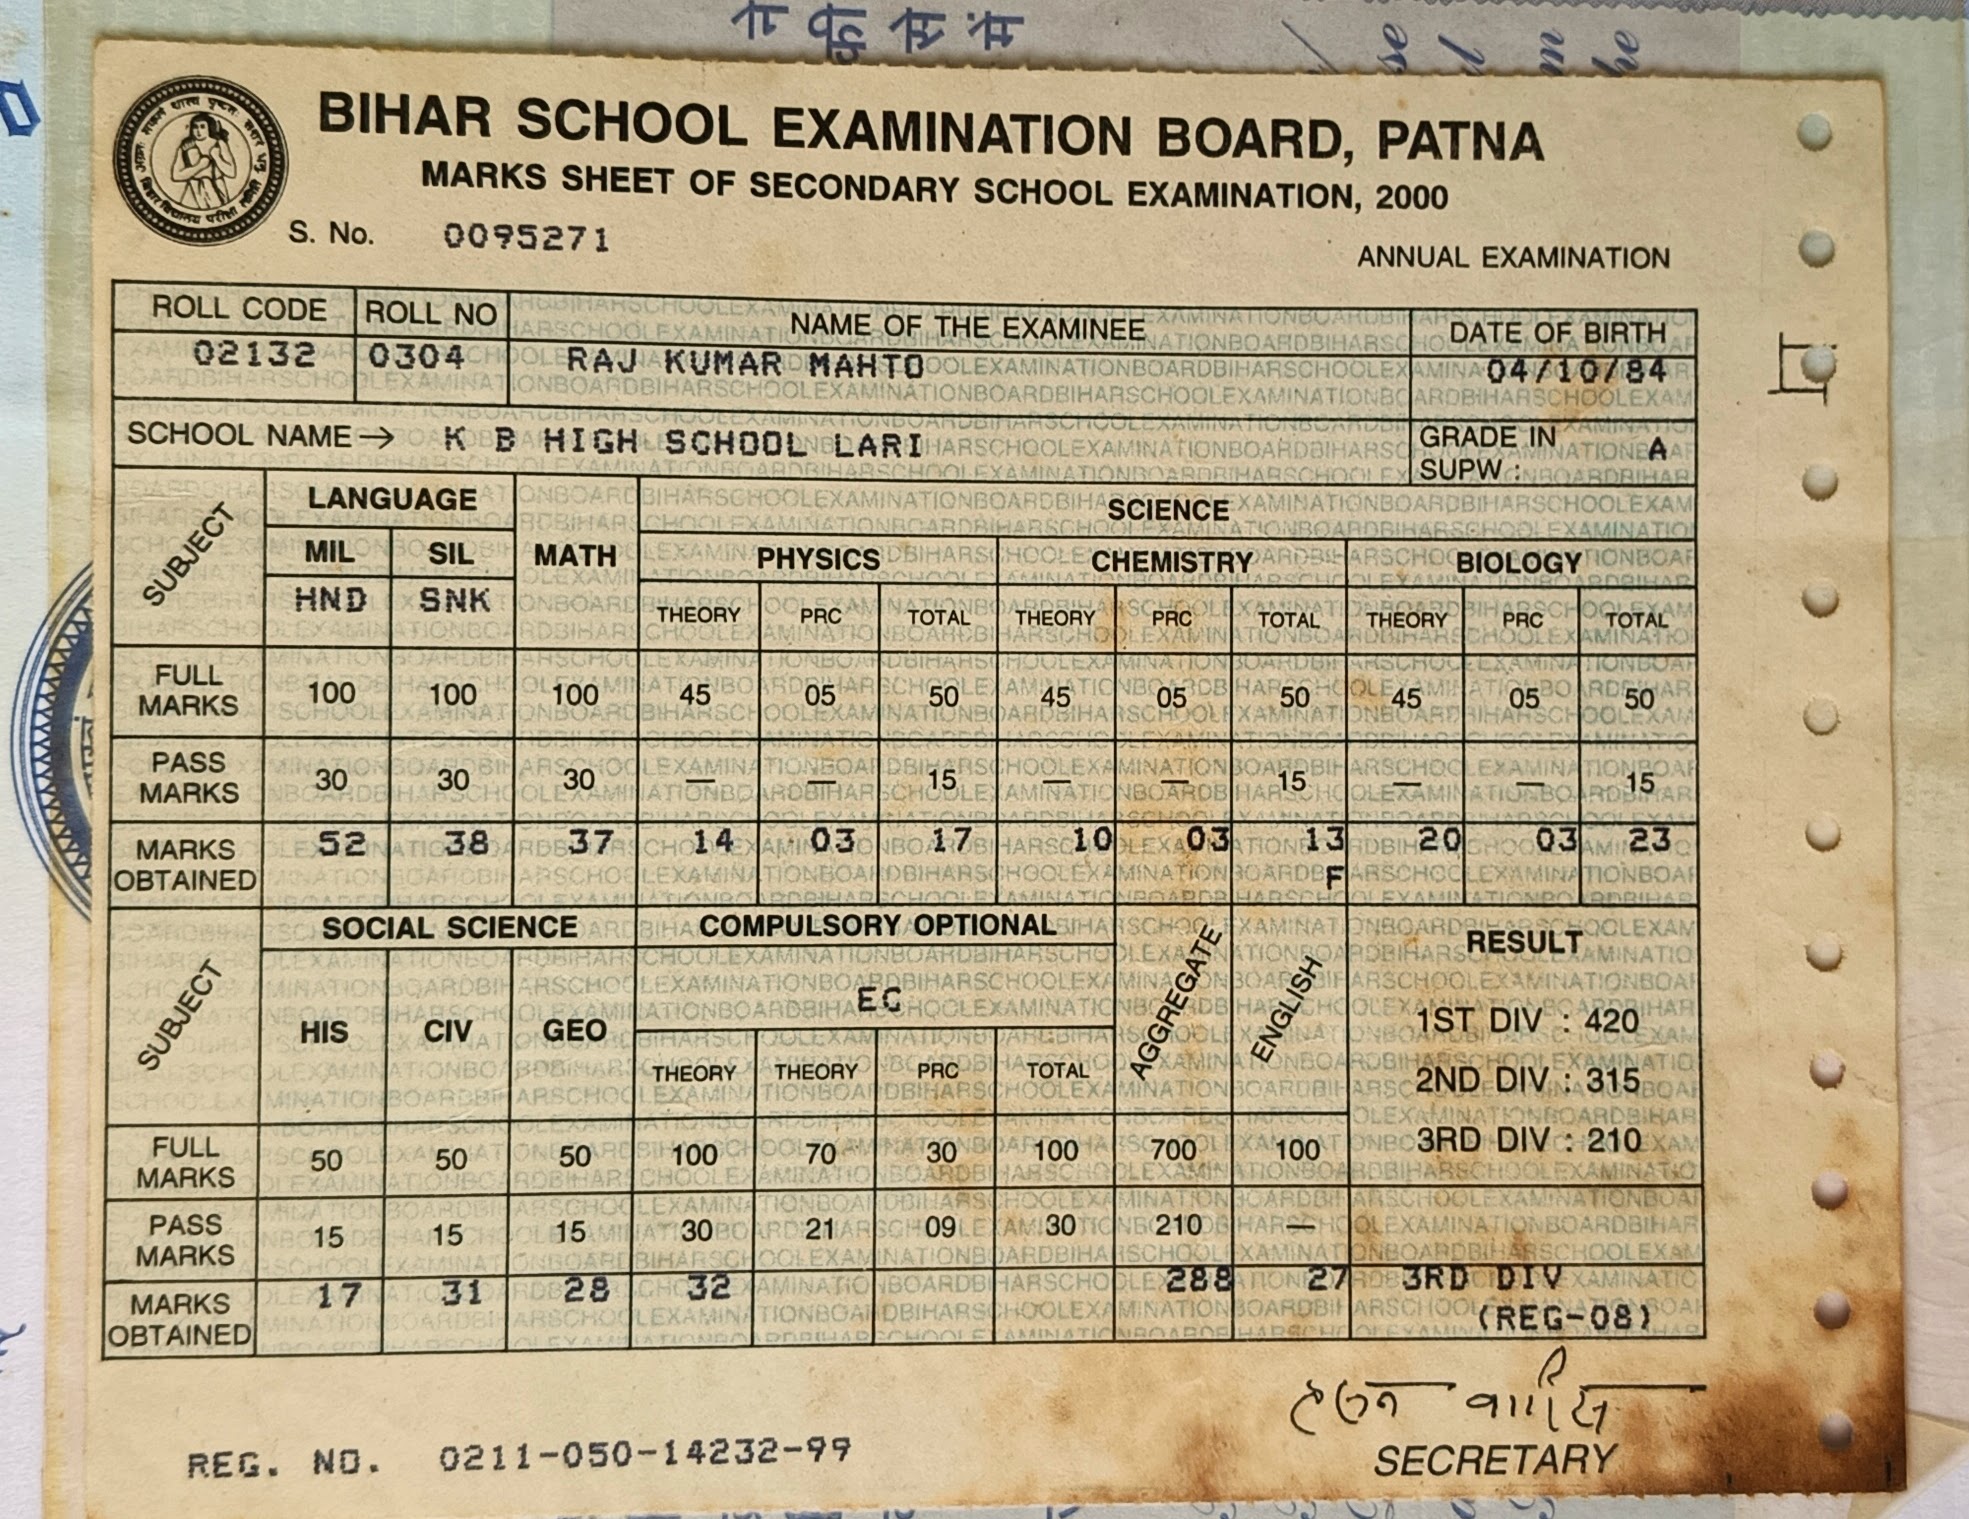 न की स में
se
m
he
BIHAR SCHOOL EXAMINATION BOARD, PATNA
MARKS SHEET OF SECONDARY SCHOOL EXAMINATION, 2000
S. No. 0095271
ANNUAL EXAMINATION
ROLL CODE ROLL NO NAME OF THE EXAMINEE DATE OF BIRTH
02132 0304 RAJ KUMAR MAHTO 04/10/84
SCHOOL NAME→ K B HIGH SCHOOL LARI GRADE IN SUPW : A
SUBJECT LANGUAGE MATH SCIENCE
MIL SIL PHYSICS CHEMISTRY BIOLOGY
HND SNK THEORY PRC TOTAL THEORY PRC TOTAL THEORY PRC TOTAL
FULL MARKS 100 100 100 45 05 50 45 05 50 45 05 50
PASS MARKS 30 30 30 — — 15 — — 15 — — 15
MARKS OBTAINED 52 38 37 14 03 17 10 03 13 20 03 23
F
SUBJECT SOCIAL SCIENCE COMPULSORY OPTIONAL AGGREGATE ENGLISH RESULT
HIS CIV GEO EC 1ST DIV : 420
THEORY THEORY PRC TOTAL 2ND DIV : 315
FULL MARKS 50 50 50 100 70 30 100 700 100 3RD DIV : 210
PASS MARKS 15 15 15 30 21 09 30 210 —
MARKS OBTAINED 17 31 28 32 288 27 3RD DIV
(REG-08)
REG. NO. 0211-050-14232-99
SECRETARY